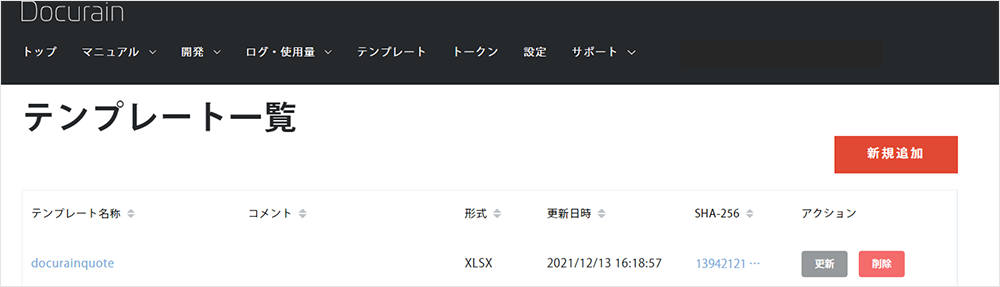 Docurain
トップ マニュアル 開発 ログ・使用量 テンプレート トークン 設定 サポート
テンプレート一覧
新規追加
テンプレート名称 コメント 形式 更新日時 SHA-256 アクション
docurainquote XLSX 2021/12/13 16:18:57 13942121 ··· 更新 削除